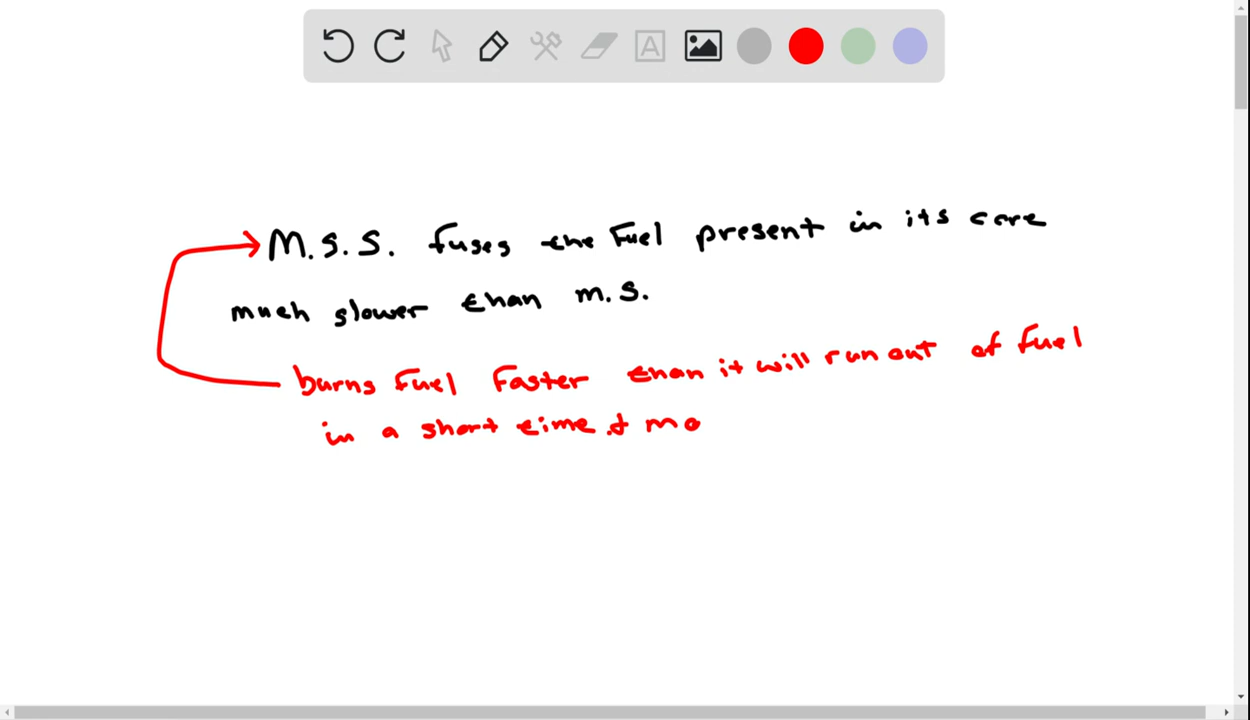 A
M.S.S. fuses the fuel present in its core
much slower than m.S.
burns fuel faster than it will run out of fuel
in a short time & mo